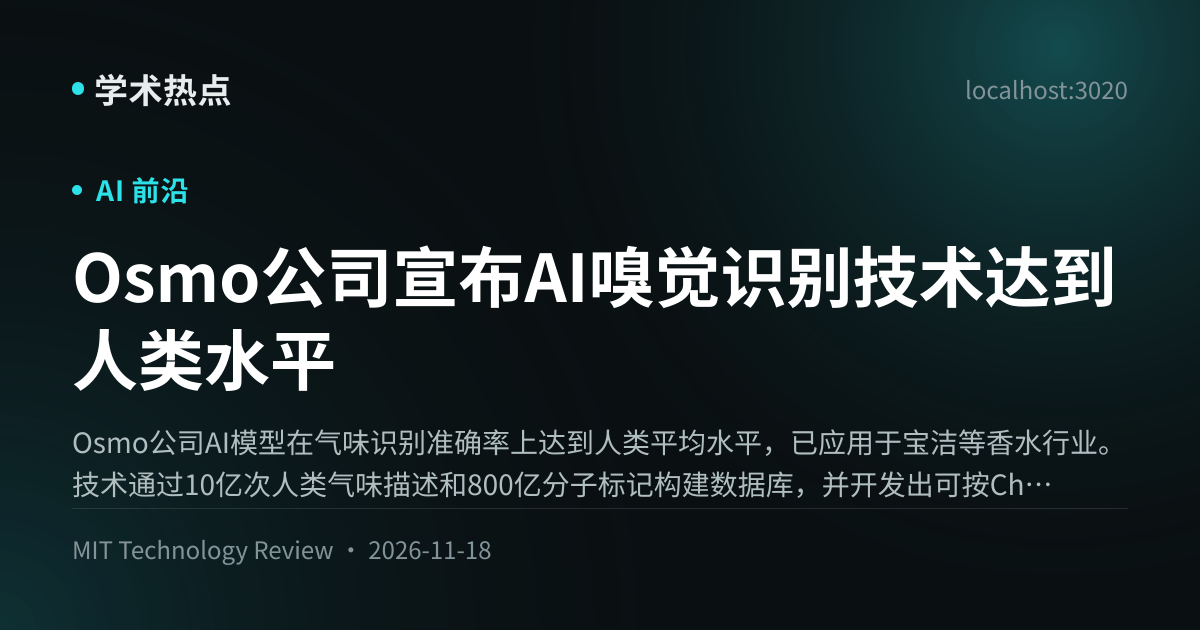 学术热点
localhost:3020
AI 前沿
Osmo公司宣布AI嗅觉识别技术达到
人类水平
Osmo公司AI模型在气味识别准确率上达到人类平均水平，已应用于宝洁等香水行业。
技术通过10亿次人类气味描述和800亿分子标记构建数据库，并开发出可按Ch…
MIT Technology Review • 2026-11-18